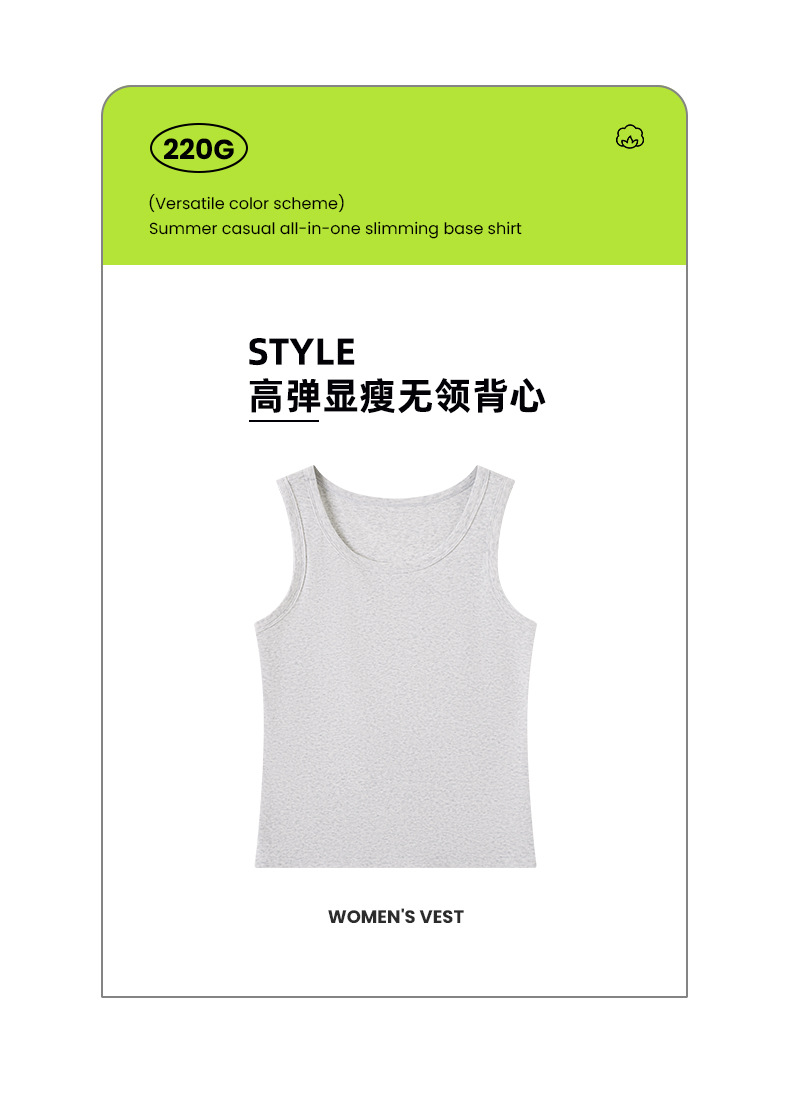 220G
(Versatile color scheme)
Summer casual all-in-one slimming base shirt
STYLE
高弹显瘦无领背心
WOMEN'S VEST